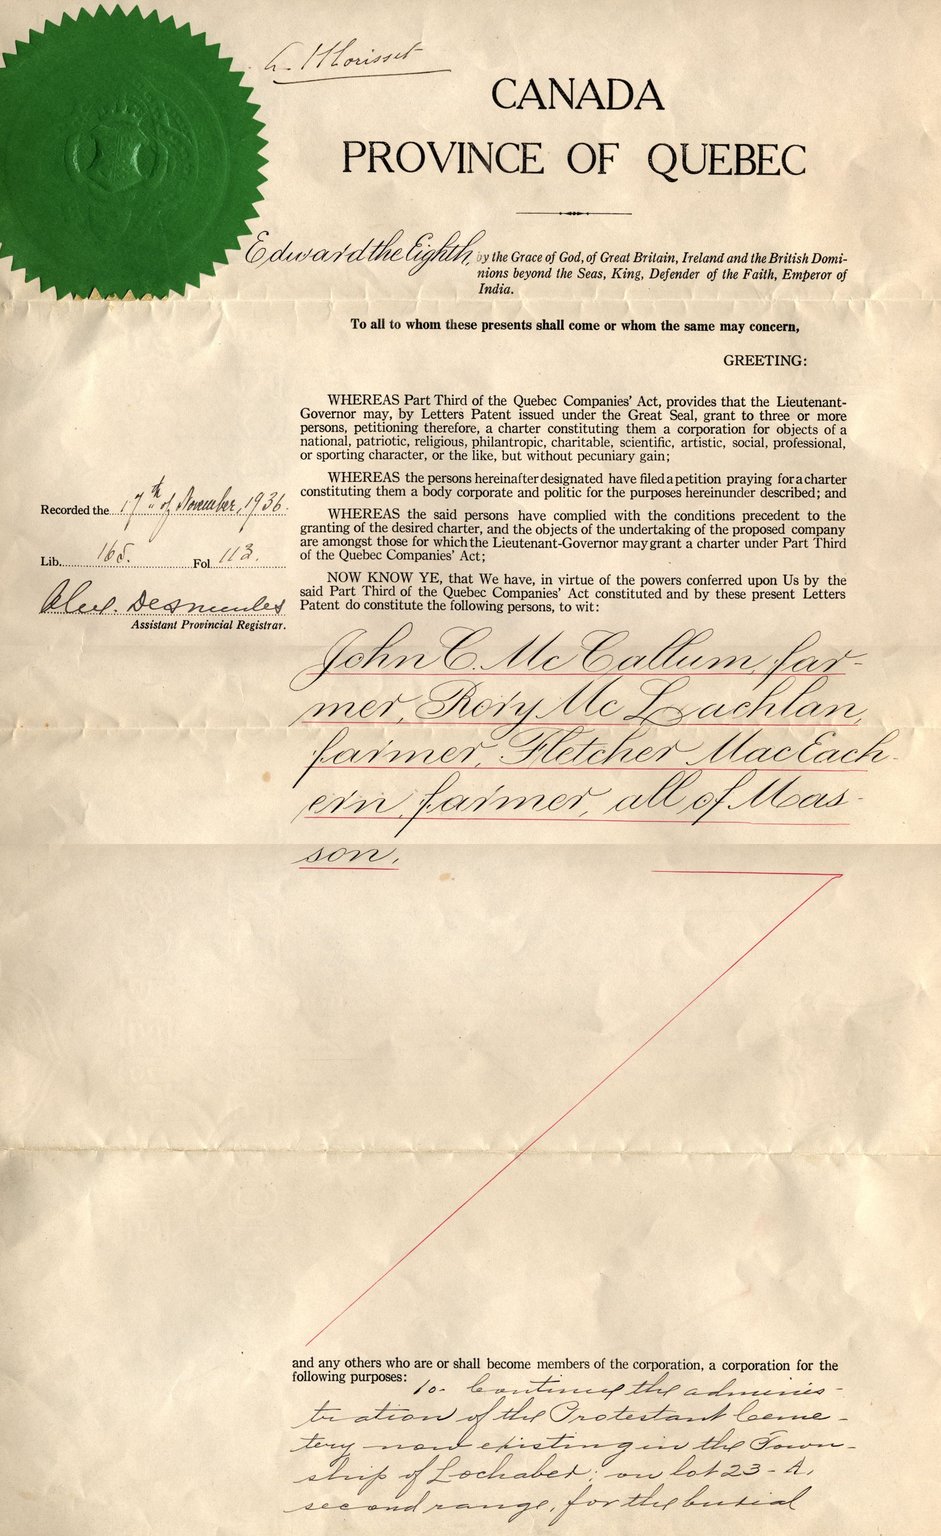 A. Morisset
CANADA
PROVINCE OF QUEBEC
Edward the Eighth, by the Grace of God, of Great Britain, Ireland and the British Domi-
nions beyond the Seas, King, Defender of the Faith, Emperor of
India.
To all to whom these presents shall come or whom the same may concern,
GREETING:
WHEREAS Part Third of the Quebec Companies' Act, provides that the Lieutenant-
Governor may, by Letters Patent issued under the Great Seal, grant to three or more
persons, petitioning therefore, a charter constituting them a corporation for objects of a
national, patriotic, religious, philantropic, charitable, scientific, artistic, social, professional,
or sporting character, or the like, but without pecuniary gain;
WHEREAS the persons hereinafter designated have filed a petition praying for a charter
constituting them a body corporate and politic for the purposes hereinunder described; and
WHEREAS the said persons have complied with the conditions precedent to the
granting of the desired charter, and the objects of the undertaking of the proposed company
are amongst those for which the Lieutenant-Governor may grant a charter under Part Third
of the Quebec Companies' Act;
NOW KNOW YE, that We have, in virtue of the powers conferred upon Us by the
said Part Third of the Quebec Companies' Act constituted and by these present Letters
Patent do constitute the following persons, to wit:
Recorded the 17th of November, 1936.
Lib. 165. Fol 113.
Alex. Desmeules
Assistant Provincial Registrar.
John C. McCallum, far-
mer, Rory McLachlan,
farmer, Fletcher MacEach-
ern, farmer, all of Mas-
son,
and any others who are or shall become members of the corporation, a corporation for the
following purposes:
1o. Continue the adminis-
tration of the Protestant Ceme-
tery now existing in the Town-
ship of Lochaber; on lot 23-A,
second range, for the burial